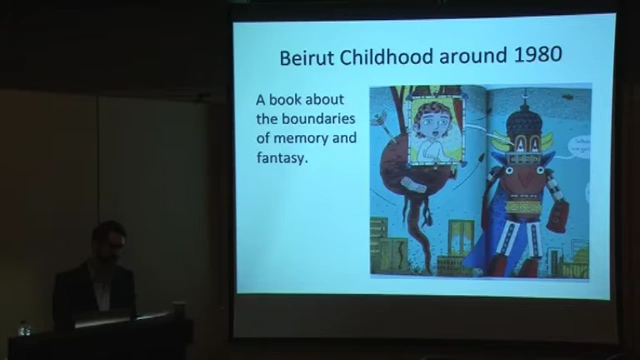 Beirut Childhood around 1980
A book about
the boundaries
of memory and
fantasy.